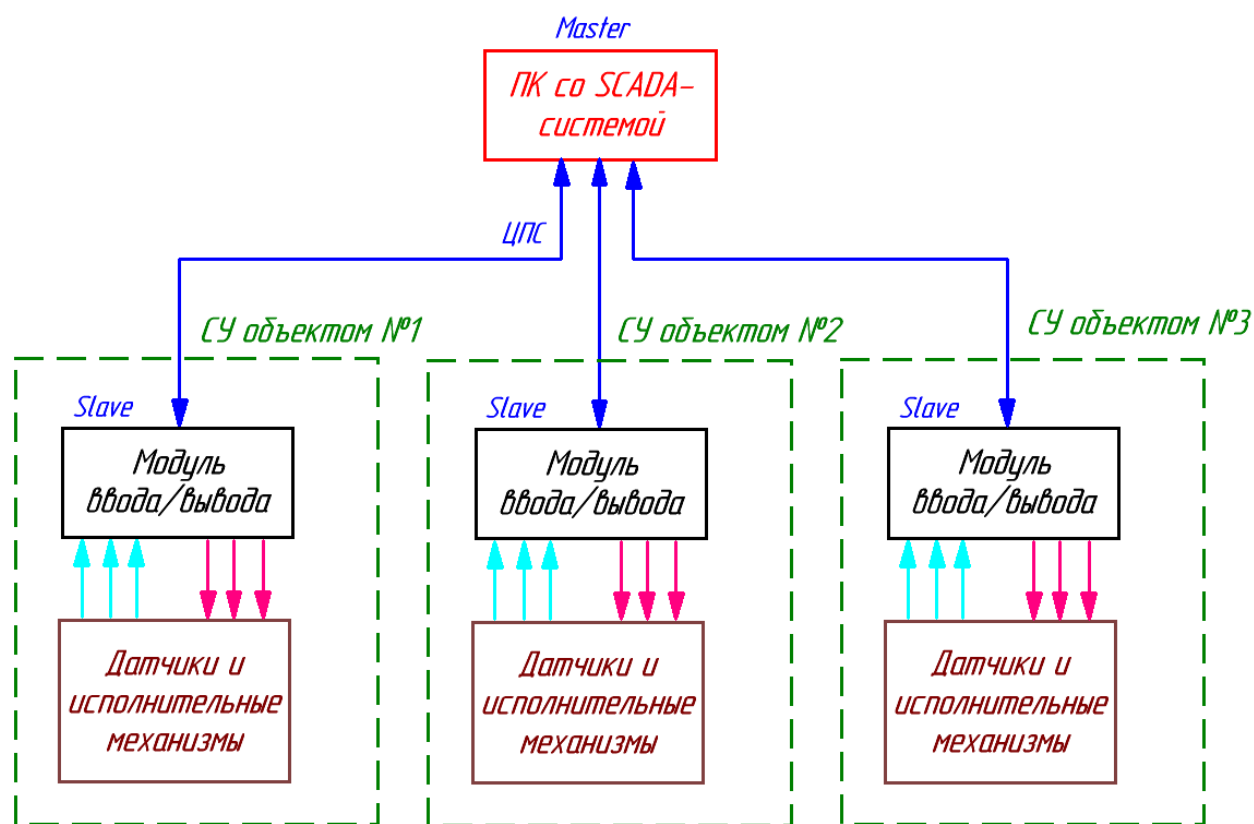 Master
ПК со SCADA-
системой
ЦПС
СУ объектом №1
СУ объектом №2
СУ объектом №3
Slave
Slave
Slave
Модуль
ввода/вывода
Модуль
ввода/вывода
Модуль
ввода/вывода
Датчики и
исполнительные
механизмы
Датчики и
исполнительные
механизмы
Датчики и
исполнительные
механизмы